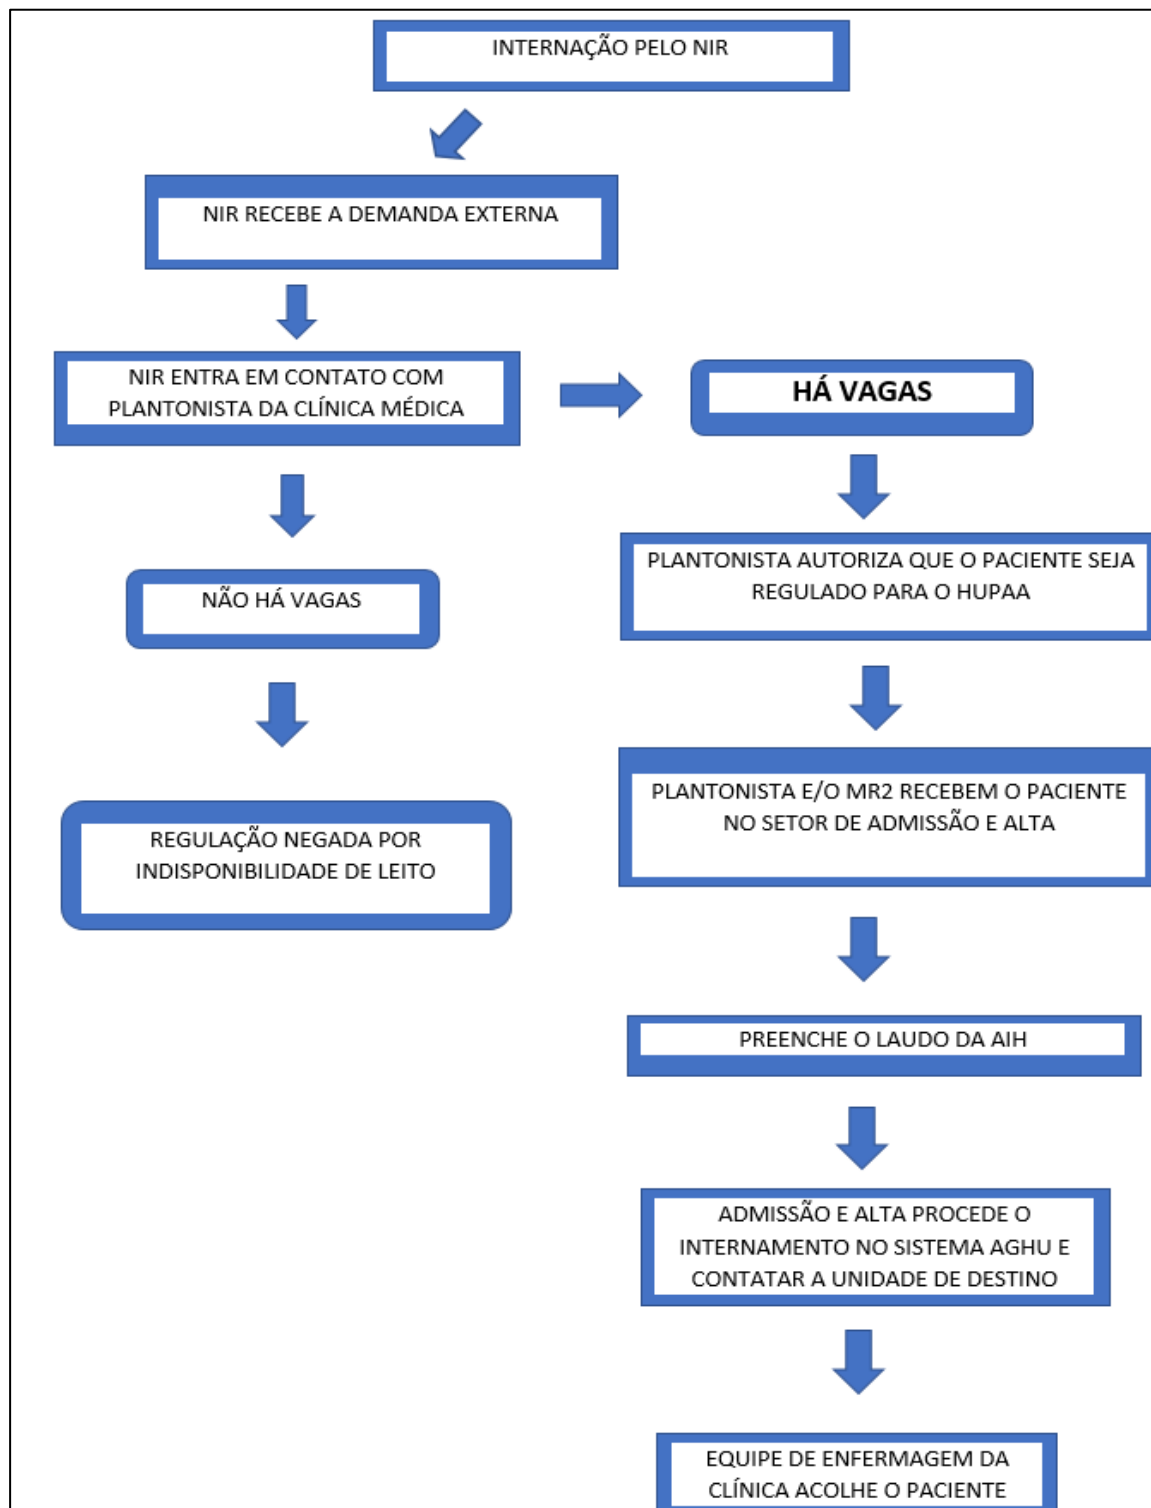 INTERNAÇÃO PELO NIR
NIR RECEBE A DEMANDA EXTERNA
NIR ENTRA EM CONTATO COM
PLANTONISTA DA CLÍNICA MÉDICA
NÃO HÁ VAGAS
REGULAÇÃO NEGADA POR
INDISPONIBILIDADE DE LEITO
HÁ VAGAS
PLANTONISTA AUTORIZA QUE O PACIENTE SEJA
REGULADO PARA O HUPAA
PLANTONISTA E/O MR2 RECEBEM O PACIENTE
NO SETOR DE ADMISSÃO E ALTA
PREENCHE O LAUDO DA AIH
ADMISSÃO E ALTA PROCEDE O
INTERNAMENTO NO SISTEMA AGHU E
CONTATAR A UNIDADE DE DESTINO
EQUIPE DE ENFERMAGEM DA
CLÍNICA ACOLHE O PACIENTE